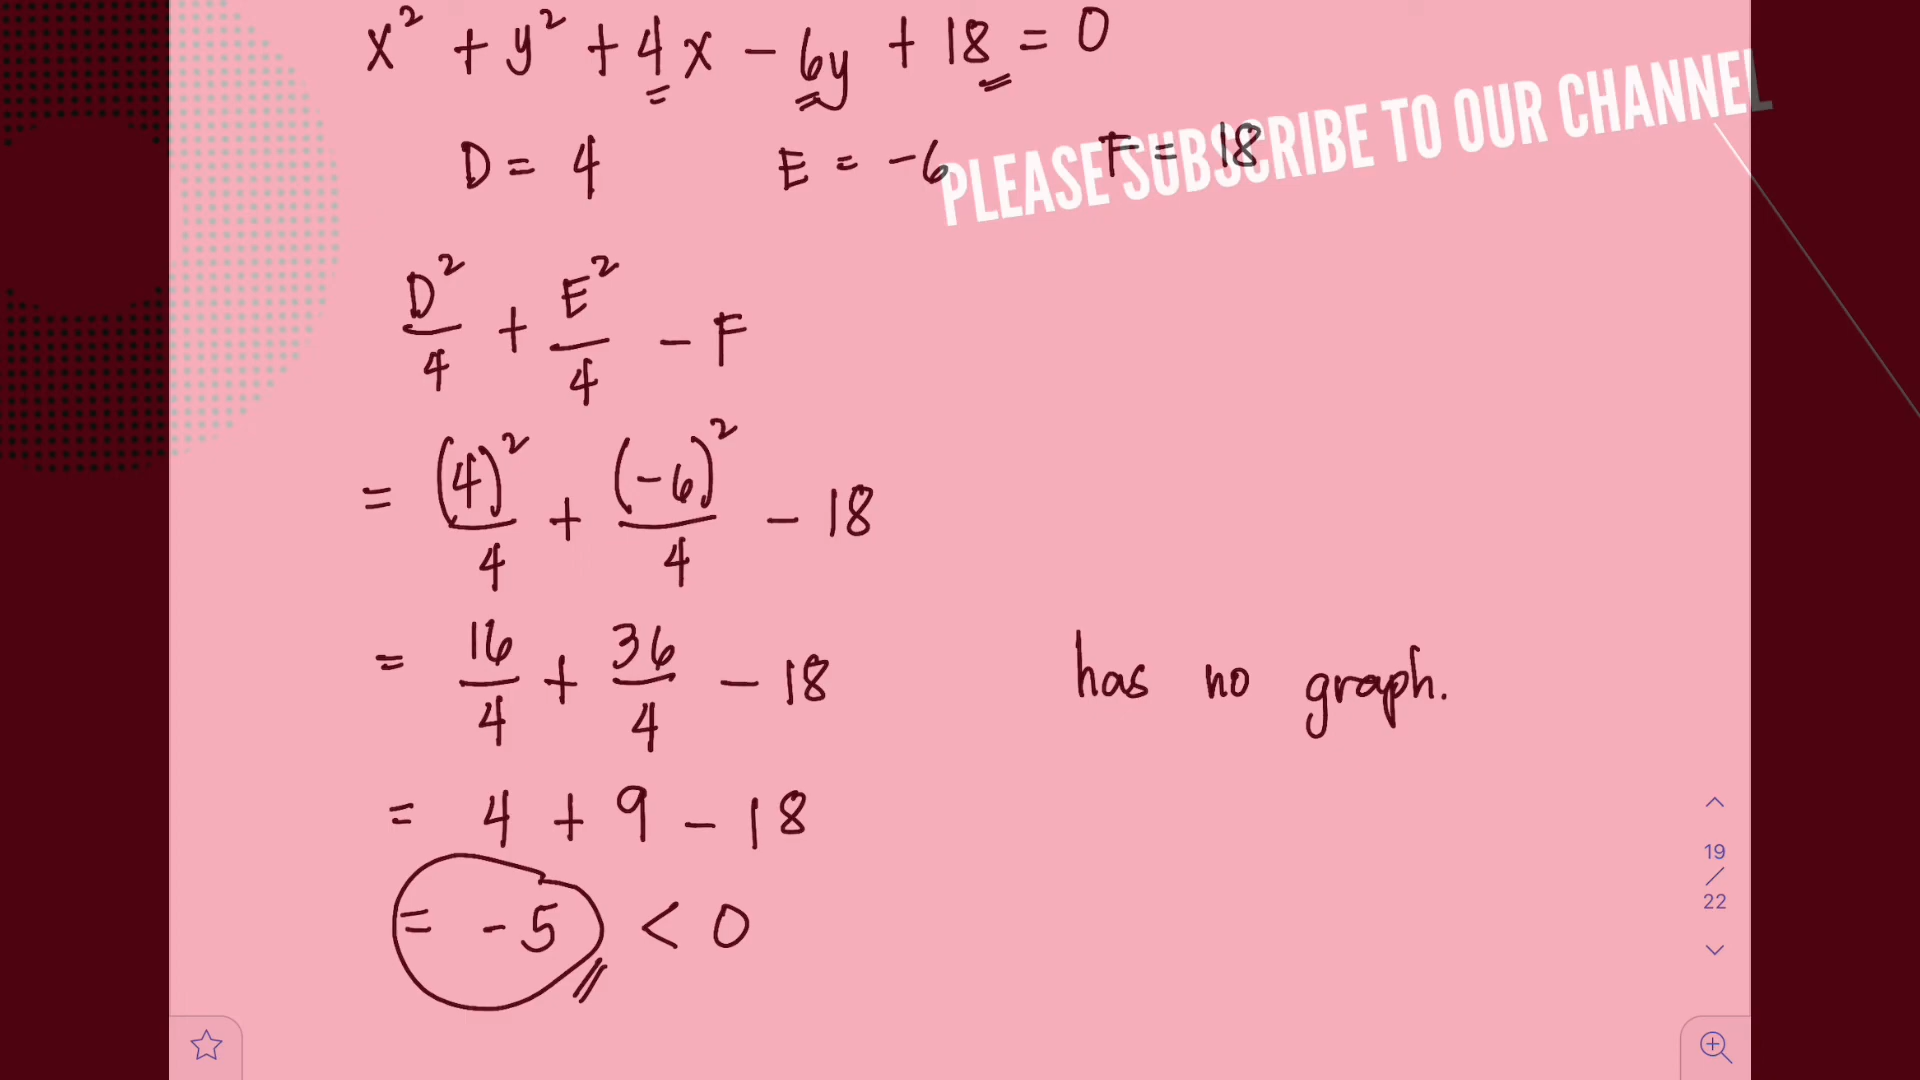 x² + y² + 4x - 6y + 18 = 0
PLEASE SUBSCRIBE TO OUR CHANNEL
D = 4 E = -6 F = 18
D²/4 + E²/4 - F
= (4)²/4 + (-6)²/4 - 18
= 16/4 + 36/4 - 18 has no graph.
= 4 + 9 - 18
= -5 < 0
19
/
22